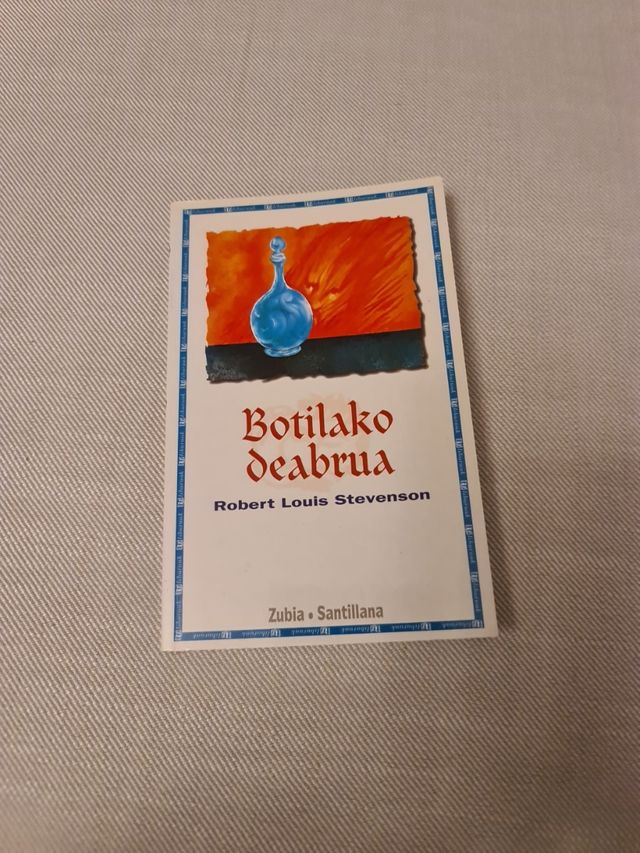 Botilako
deabrua
Robert Louis Stevenson
Zubia • Santillana